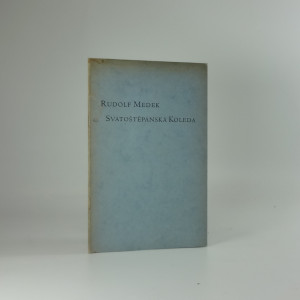 RUDOLF MEDEK
SVATOŠTĚPÁNSKÁ KOLEDA